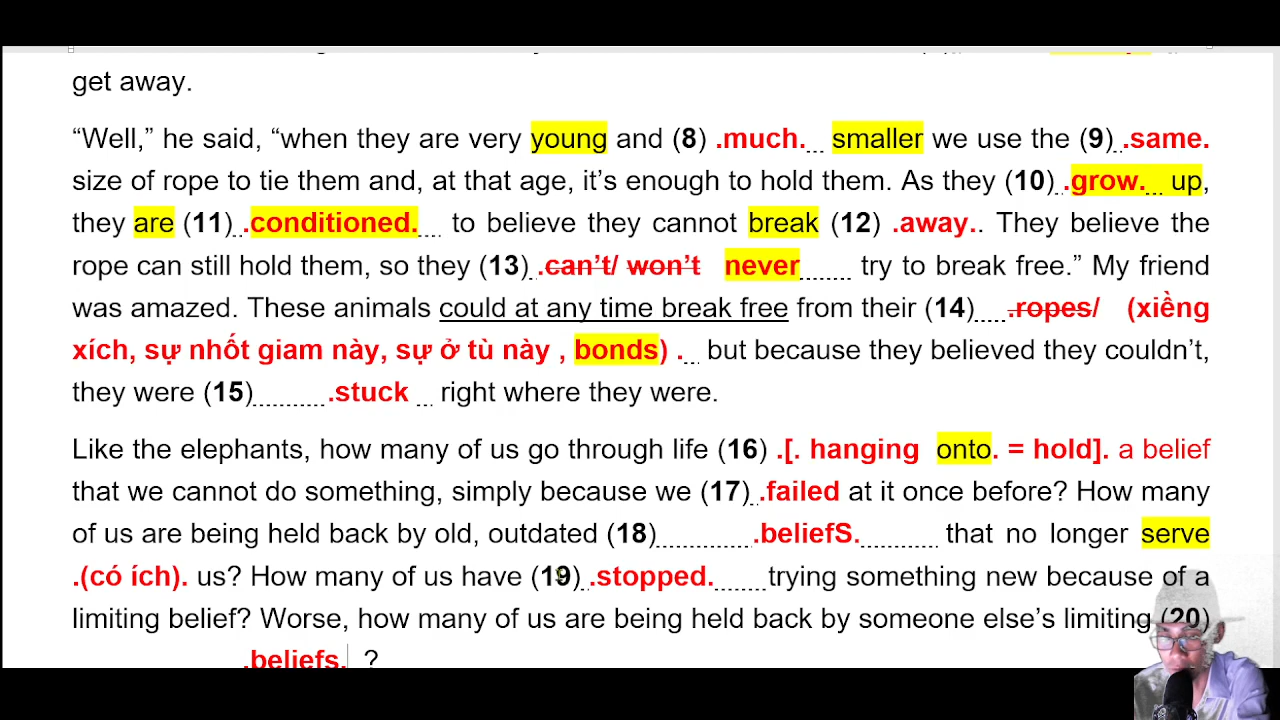 get away.
“Well,” he said, “when they are very young and (8) .much. smaller we use the (9) .same.
size of rope to tie them and, at that age, it’s enough to hold them. As they (10) .grow. up,
they are (11) .conditioned. to believe they cannot break (12) .away.. They believe the
rope can still hold them, so they (13) .can’t/ won’t never try to break free.” My friend
was amazed. These animals could at any time break free from their (14) .ropes/ (xiềng
xích, sự nhốt giam này, sự ở tù này , bonds) . but because they believed they couldn’t,
they were (15) .stuck right where they were.
Like the elephants, how many of us go through life (16) .[. hanging onto. = hold]. a belief
that we cannot do something, simply because we (17) .failed at it once before? How many
of us are being held back by old, outdated (18) .beliefS. that no longer serve
.(có ích). us? How many of us have (19) .stopped. trying something new because of a
limiting belief? Worse, how many of us are being held back by someone else’s limiting (20)
.beliefs. ?